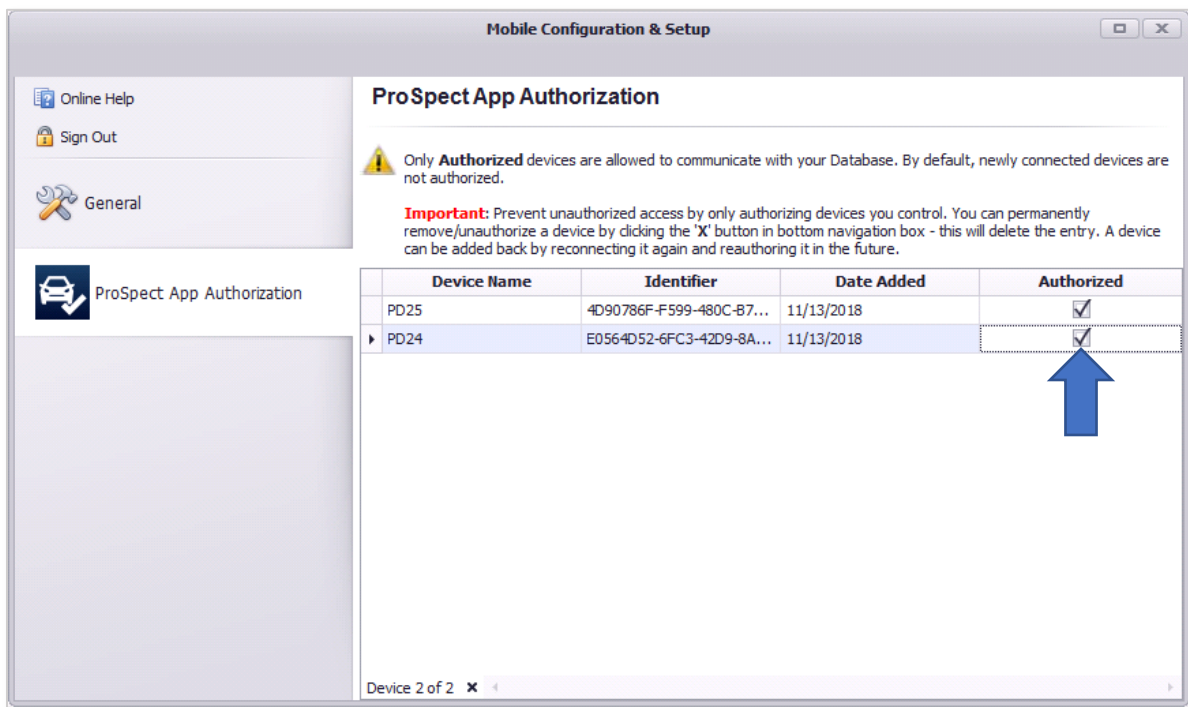 Mobile Configuration & Setup
Online Help
Sign Out
General
ProSpect App Authorization
ProSpect App Authorization
Only Authorized devices are allowed to communicate with your Database. By default, newly connected devices are
not authorized.
Important: Prevent unauthorized access by only authorizing devices you control. You can permanently
remove/unauthorize a device by clicking the 'X' button in bottom navigation box - this will delete the entry. A device
can be added back by reconnecting it again and reauthoring it in the future.
Device Name Identifier Date Added Authorized
PD25 4D90786F-F599-480C-B7... 11/13/2018
PD24 E0564D52-6FC3-42D9-8A... 11/13/2018
Device 2 of 2